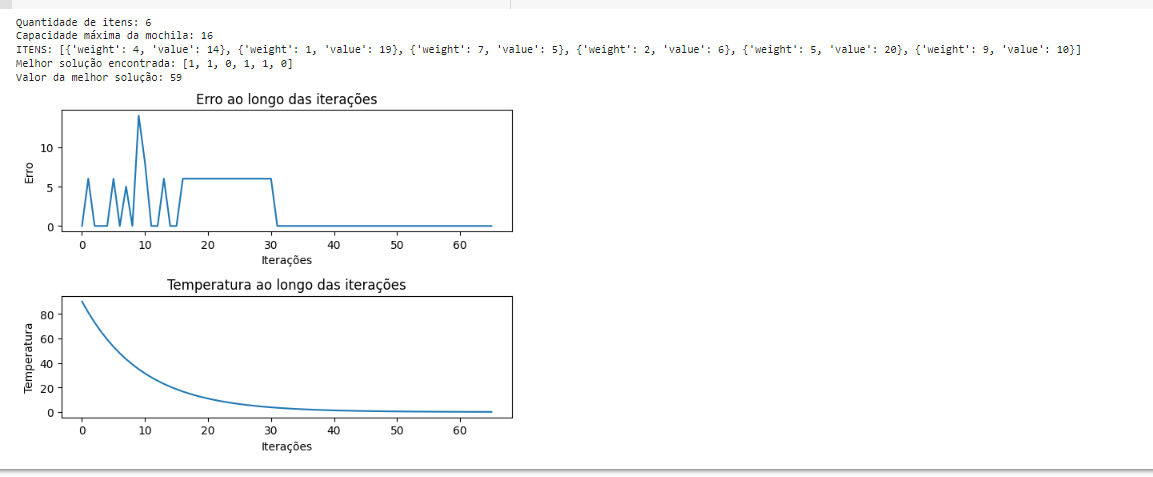 Quantidade de itens: 6
Capacidade máxima da mochila: 16
ITENS: [{'weight': 4, 'value': 14}, {'weight': 1, 'value': 19}, {'weight': 7, 'value': 5}, {'weight': 2, 'value': 6}, {'weight': 5, 'value': 20}, {'weight': 9, 'value': 10}]
Melhor solução encontrada: [1, 1, 0, 1, 1, 0]
Valor da melhor solução: 59
Erro ao longo das iterações
10
5
0
Erro
0 10 20 30 40 50 60
Iterações
Temperatura ao longo das iterações
80
60
40
20
0
Temperatura
0 10 20 30 40 50 60
Iterações